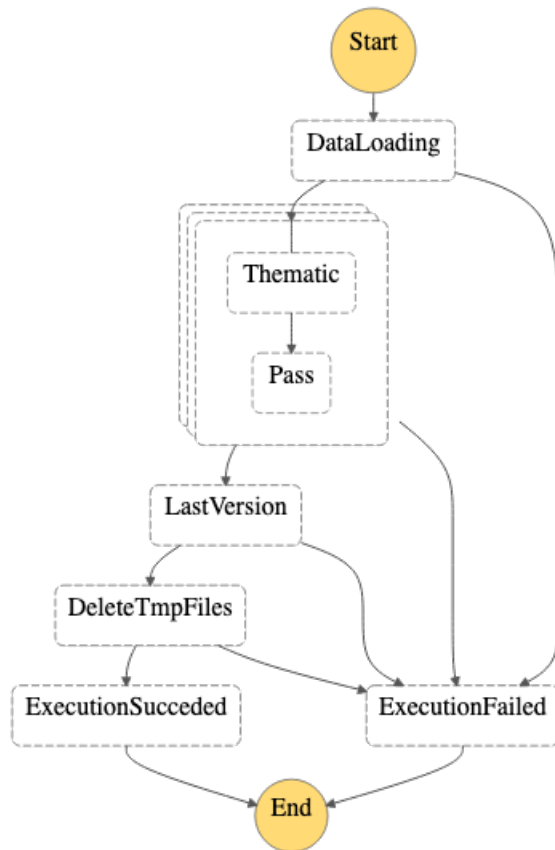 Start
DataLoading
Thematic
Pass
LastVersion
DeleteTmpFiles
ExecutionSucceded
ExecutionFailed
End